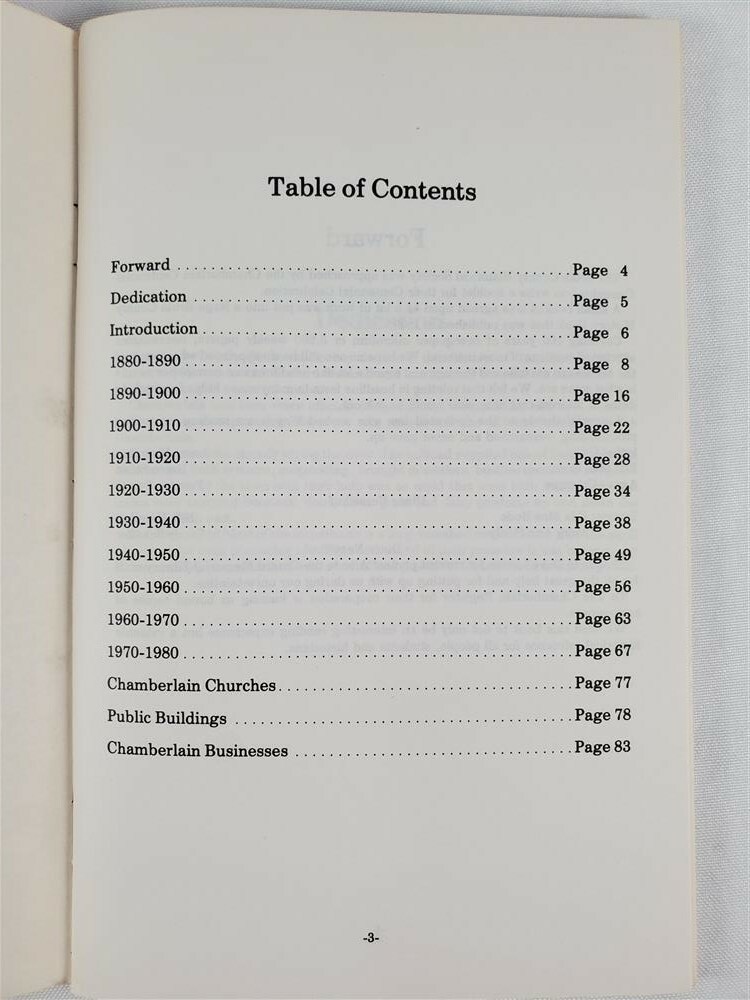 Table of Contents
Forward ............................................. Page 4
Dedication ........................................... Page 5
Introduction .......................................... Page 6
1880-1890 ............................................ Page 8
1890-1900 ............................................ Page 16
1900-1910 ............................................ Page 22
1910-1920 ............................................ Page 28
1920-1930 ............................................ Page 34
1930-1940 ............................................ Page 38
1940-1950 ............................................ Page 49
1950-1960 ............................................ Page 56
1960-1970 ............................................ Page 63
1970-1980 ............................................ Page 67
Chamberlain Churches .................................. Page 77
Public Buildings ....................................... Page 78
Chamberlain Businesses ................................ Page 83
-3-